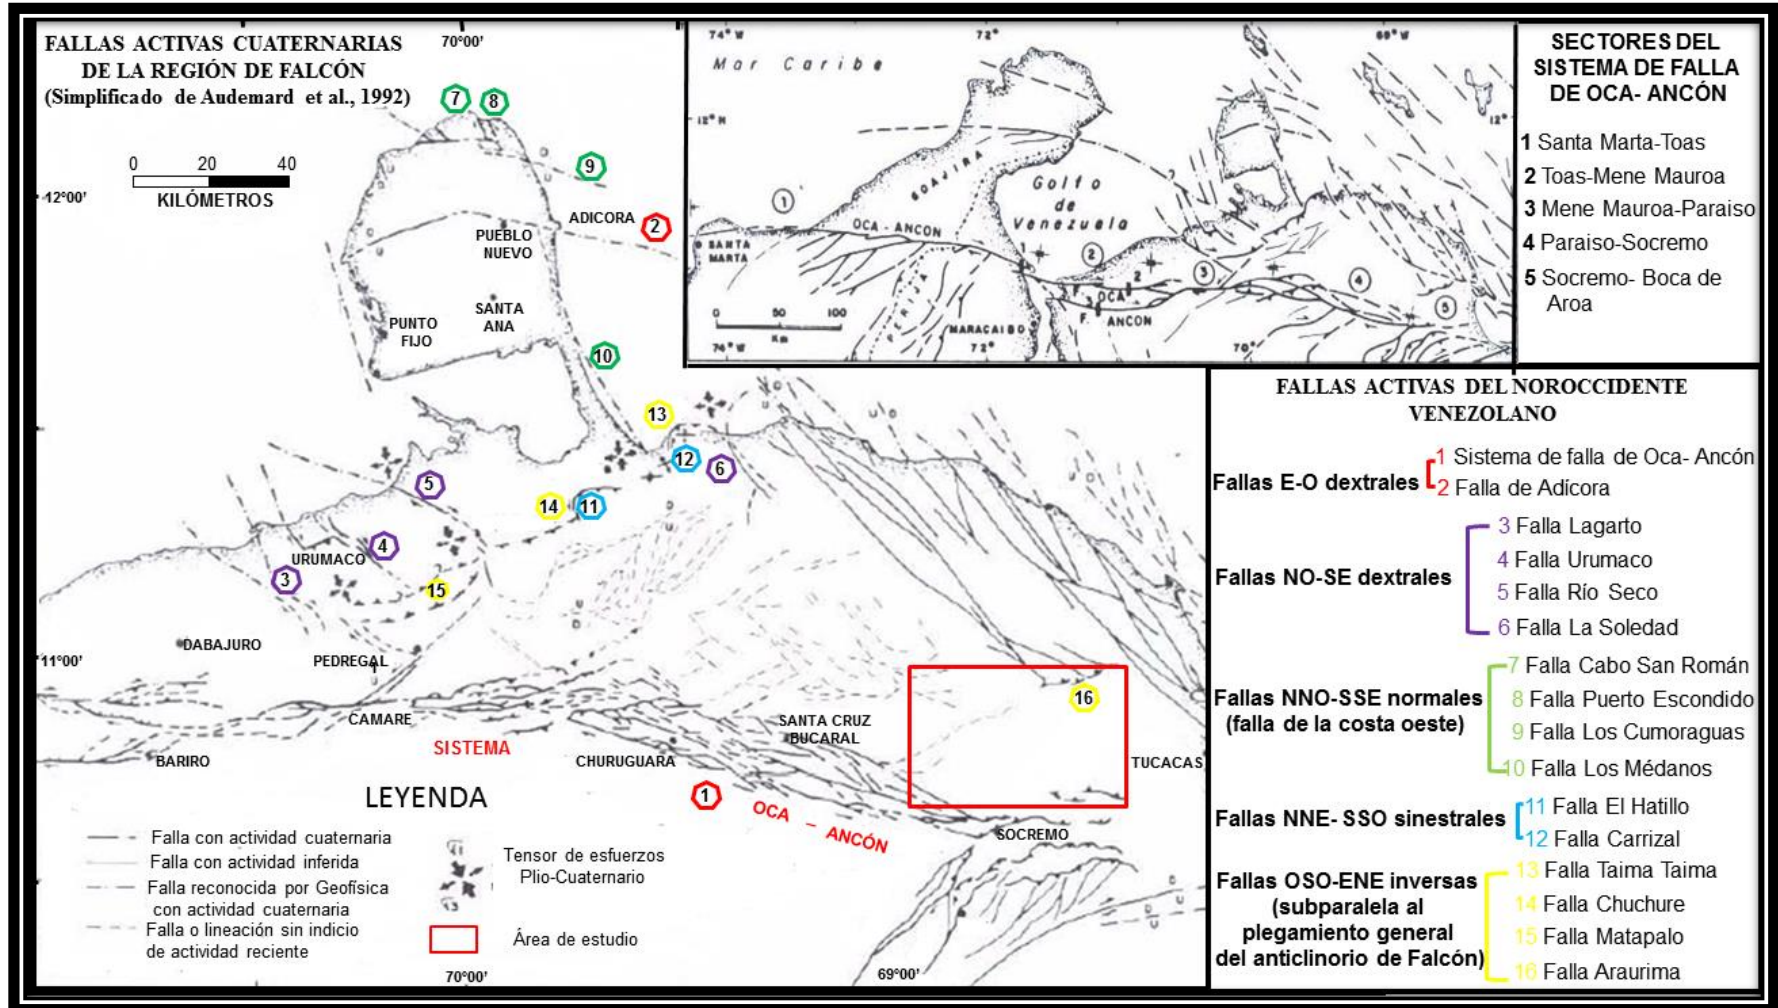 FALLAS ACTIVAS CUATERNARIAS
DE LA REGIÓN DE FALCÓN
(Simplificado de Audemard et al., 1992)
70°00'
0 20 40
KILÓMETROS
12°00'
7
8
9
ADICORA
2
PUEBLO
NUEVO
SANTA
ANA
PUNTO
FIJO
10
13
12
6
5
14
11
URUMACO
4
3
15
DABAJURO
PEDREGAL
11°00'
CAMARE
SANTA CRUZ
BUCARAL
16
BARIRO
SISTEMA
CHURUGUARA
TUCACAS
1
OCA – ANCÓN
SOCREMO
69°00'
70°00'
LEYENDA
Falla con actividad cuaternaria
Falla con actividad inferida
Falla reconocida por Geofísica
con actividad cuaternaria
Falla o lineación sin indicio
de actividad reciente
Tensor de esfuerzos
Plio-Cuaternario
Área de estudio
74° W
72°
69° W
Mar Caribe
12° N
12°
GOAJIRA
Golfo
de
Venezuela
1
OCA - ANCON
SANTA
MARTA
2
3
4
5
F. OCA
F. ANCON
PERIJA
MARACAIBO
0 50 100
Km
74° W
72°
70°
SECTORES DEL
SISTEMA DE FALLA
DE OCA- ANCÓN
1 Santa Marta-Toas
2 Toas-Mene Mauroa
3 Mene Mauroa-Paraiso
4 Paraiso-Socremo
5 Socremo- Boca de
Aroa
FALLAS ACTIVAS DEL NOROCCIDENTE
VENEZOLANO
Fallas E-O dextrales
1 Sistema de falla de Oca- Ancón
2 Falla de Adícora
Fallas NO-SE dextrales
3 Falla Lagarto
4 Falla Urumaco
5 Falla Río Seco
6 Falla La Soledad
Fallas NNO-SSE normales
(falla de la costa oeste)
7 Falla Cabo San Román
8 Falla Puerto Escondido
9 Falla Los Cumoraguas
10 Falla Los Médanos
Fallas NNE- SSO sinestrales
11 Falla El Hatillo
12 Falla Carrizal
Fallas OSO-ENE inversas
(subparalela al
plegamiento general
del anticlinorio de Falcón)
13 Falla Taima Taima
14 Falla Chuchure
15 Falla Matapalo
16 Falla Araurima